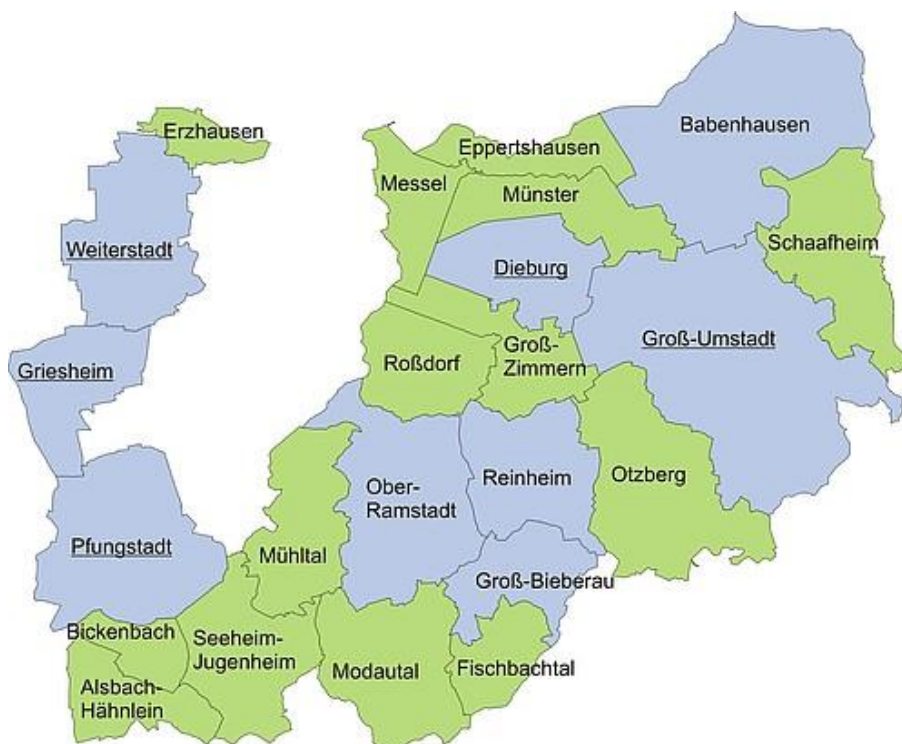 Babenhausen
Erzhausen
Eppertshausen
Messel
Münster
Schaafheim
Weiterstadt
Dieburg
Groß-Umstadt
Griesheim
Roßdorf
Groß-
Zimmern
Otzberg
Reinheim
Ober-
Ramstadt
Pfungstadt
Mühltal
Groß-Bieberau
Bickenbach
Seeheim-
Jugenheim
Modautal
Fischbachtal
Alsbach-
Hähnlein